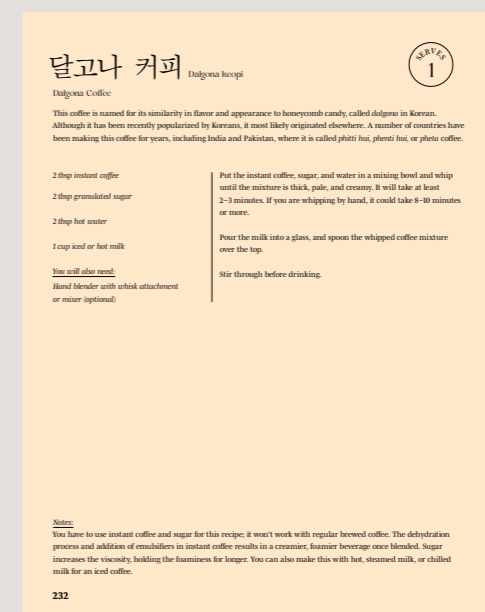 달고나 커피 Dalgona Keopi
SERVES
1
Dalgona Coffee
This coffee is named for its similarity in flavor and appearance to honeycomb candy, called dalgona in Korean.
Although it has been recently popularized by Koreans, it most likely originated elsewhere. A number of countries have
been making this coffee for years, including India and Pakistan, where it is called phitti hui, phenti hui, or pheta coffee.
2 tbsp instant coffee
2 tbsp granulated sugar
2 tbsp hot water
1 cup iced or hot milk
You will also need:
Hand blender with whisk attachment
or mixer (optional)
Put the instant coffee, sugar, and water in a mixing bowl and whip
until the mixture is thick, pale, and creamy. It will take at least
2–3 minutes. If you are whipping by hand, it could take 8–10 minutes
or more.
Pour the milk into a glass, and spoon the whipped coffee mixture
over the top.
Stir through before drinking.
Notes:
You have to use instant coffee and sugar for this recipe; it won't work with regular brewed coffee. The dehydration
process and addition of emulsifiers in instant coffee results in a creamier, foamier beverage once blended. Sugar
increases the viscosity, holding the foaminess for longer. You can also make this with hot, steamed milk, or chilled
milk for an iced coffee.
232